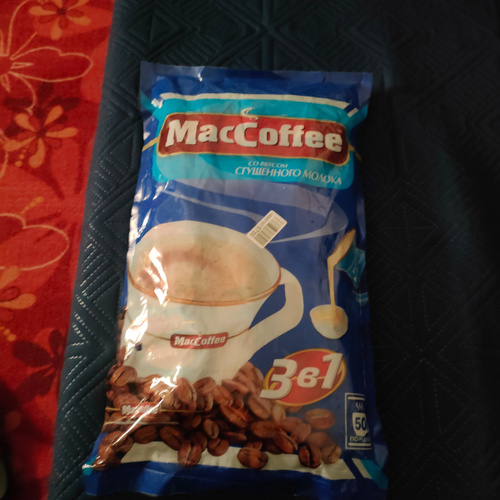 MacCoffee
СО ВКУСОМ
СГУЩЕННОГО МОЛОКА
MacCoffee
3в1
50